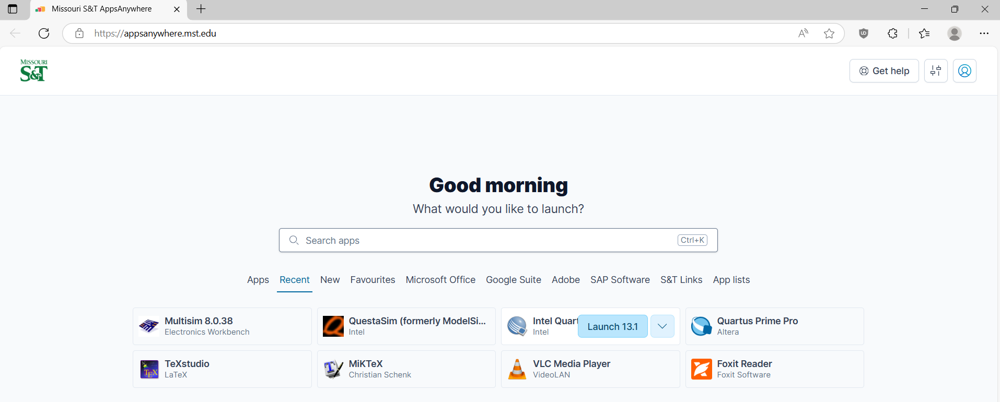 Missouri S&T AppsAnywhere
https://appsanywhere.mst.edu
MISSOURI
S&T
Get help
Good morning
What would you like to launch?
Search apps Ctrl+K
Apps Recent New Favourites Microsoft Office Google Suite Adobe SAP Software S&T Links App lists
Multisim 8.0.38
Electronics Workbench
QuestaSim (formerly ModelSi...
Intel
Intel Quart
Intel
Launch 13.1
Quartus Prime Pro
Altera
TeXstudio
LaTeX
MiKTeX
Christian Schenk
VLC Media Player
VideoLAN
Foxit Reader
Foxit Software